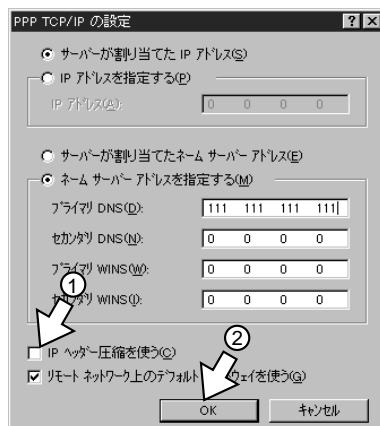 PPP TCP/IP の設定
サーバーが割り当てた IP アドレス(S)
IP アドレスを指定する(P)
IP アドレス(A): 0 0 0 0
サーバーが割り当てたネーム サーバー アドレス(E)
ネーム サーバー アドレスを指定する(M)
プライマリ DNS(D): 111 111 111 111
セカンダリ DNS(N): 0 0 0 0
プライマリ WINS(W): 0 0 0 0
セカンダリ WINS(I): 0 0 0 0
①
②
IP ヘッダー圧縮を使う(C)
リモート ネットワーク上のデフォルト ウェイを使う(G)
OK キャンセル